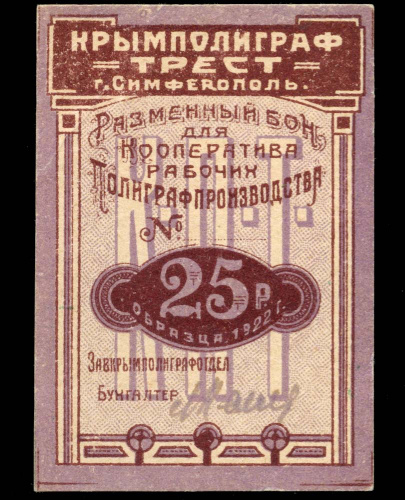 КРЫМПОЛИГРАФ
ТРЕСТ
г. СИМФЕРОПОЛЬ.
РАЗМЕННЫЙ БОН
ДЛЯ
КООПЕРАТИВА
РАБОЧИХ
ПОЛИГРАФПРОИЗВОДСТВА
К.П.Т.
№
25 Р.
ОБРАЗЦА 1922 Г.
ЗАВКРЫМПОЛИГРАФОТДЕЛ
БУХГАЛТЕР